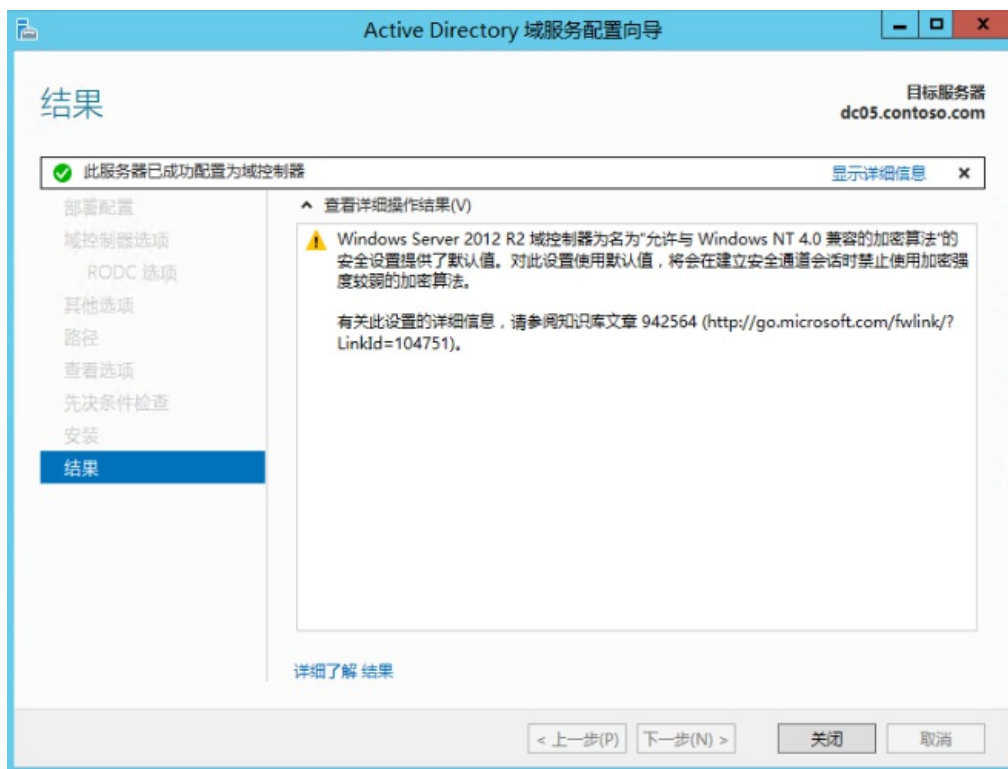 Active Directory 域服务配置向导
结果
目标服务器
dc05.contoso.com
此服务器已成功配置为域控制器
显示详细信息
部署配置
域控制器选项
RODC 选项
其他选项
路径
查看选项
先决条件检查
安装
结果
查看详细操作结果(V)
Windows Server 2012 R2 域控制器为名为"允许与 Windows NT 4.0 兼容的加密算法"的
安全设置提供了默认值。对此设置使用默认值，将会在建立安全通道会话时禁止使用加密强
度较弱的加密算法。
有关此设置的详细信息，请参阅知识库文章 942564 (http://go.microsoft.com/fwlink/?
LinkId=104751)。
详细了解 结果
< 上一步(P)
下一步(N) >
关闭
取消